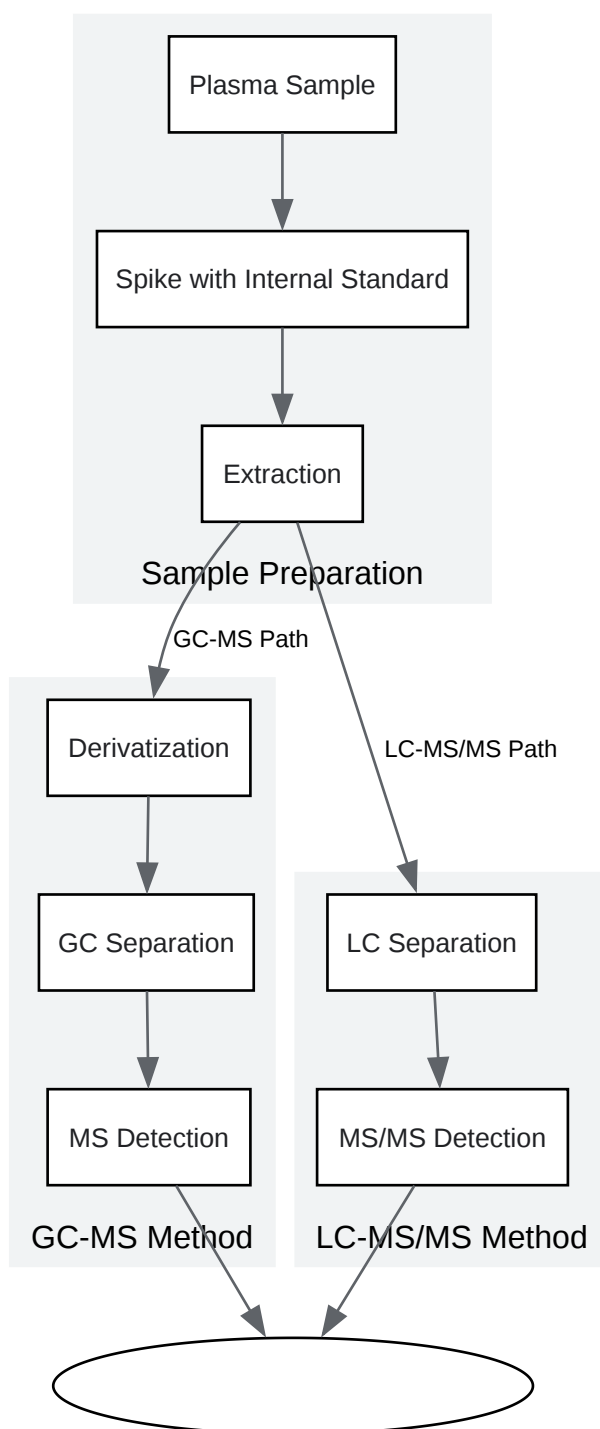 Plasma Sample
Spike with Internal Standard
Extraction
Sample Preparation
GC-MS Path
Derivatization
LC-MS/MS Path
GC Separation
LC Separation
MS Detection
MS/MS Detection
GC-MS Method
LC-MS/MS Method